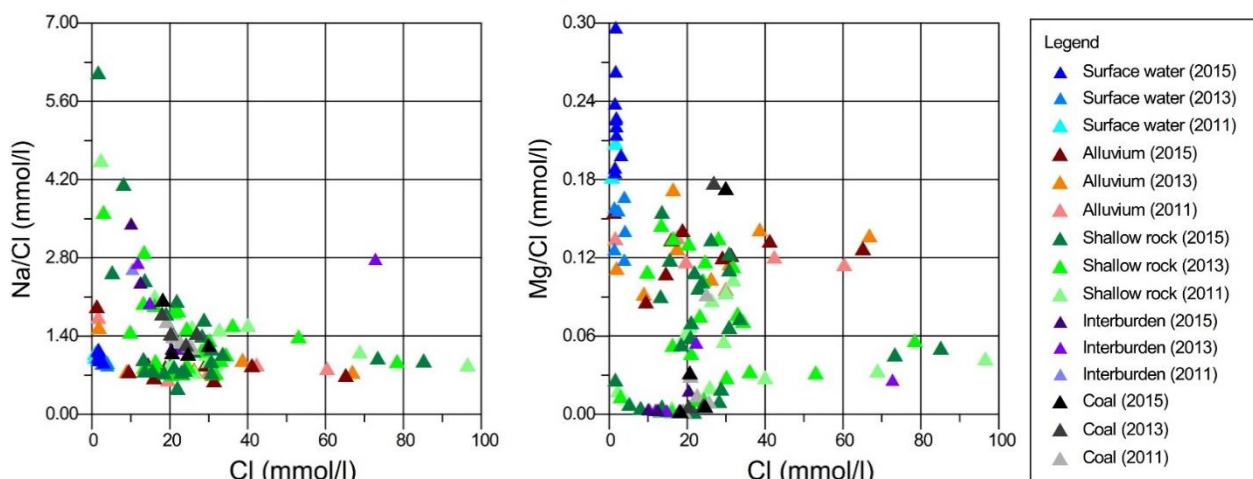 7.00
5.60
4.20
2.80
1.40
0.00
Na/Cl (mmol/l)
0 20 40 60 80 100
Cl (mmol/l)
0.30
0.24
0.18
0.12
0.06
0.00
Mg/Cl (mmol/l)
0 20 40 60 80 100
Cl (mmol/l)
Legend
Surface water (2015)
Surface water (2013)
Surface water (2011)
Alluvium (2015)
Alluvium (2013)
Alluvium (2011)
Shallow rock (2015)
Shallow rock (2013)
Shallow rock (2011)
Interburden (2015)
Interburden (2013)
Interburden (2011)
Coal (2015)
Coal (2013)
Coal (2011)